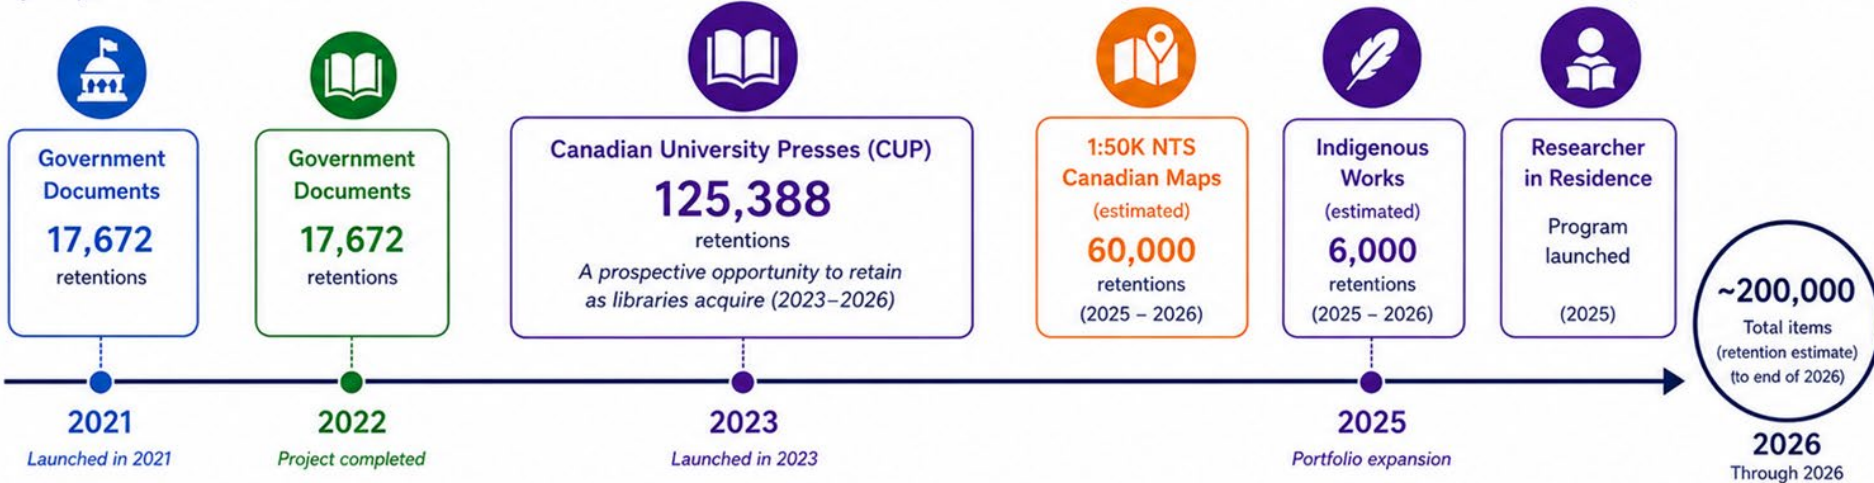 Government
Documents
17,672
retentions
2021
Launched in 2021
Government
Documents
17,672
retentions
2022
Project completed
Canadian University Presses (CUP)
125,388
retentions
A prospective opportunity to retain
as libraries acquire (2023–2026)
2023
Launched in 2023
1:50K NTS
Canadian Maps
(estimated)
60,000
retentions
(2025 – 2026)
Indigenous
Works
(estimated)
6,000
retentions
(2025 – 2026)
2025
Portfolio expansion
Researcher
in Residence
Program
launched
(2025)
~200,000
Total items
(retention estimate)
(to end of 2026)
2026
Through 2026